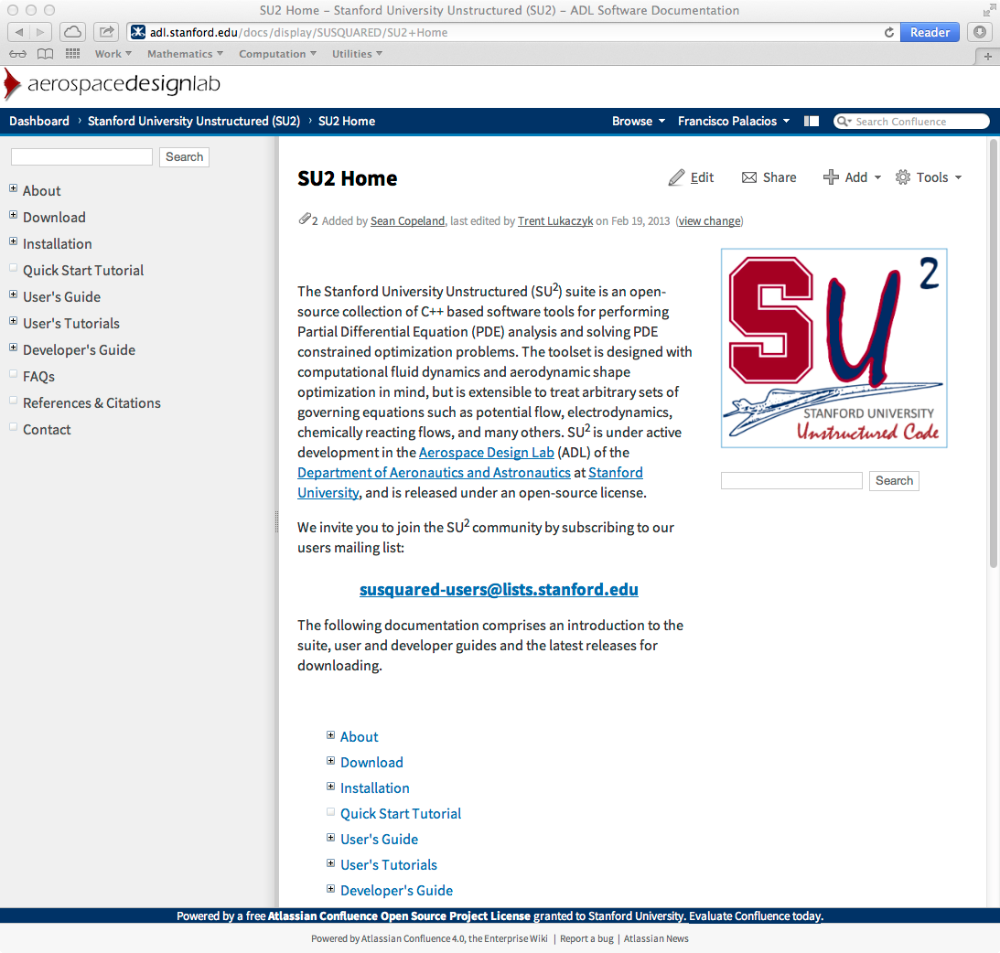 SU2 Home – Stanford University Unstructured (SU2) – ADL Software Documentation
adl.stanford.edu/docs/display/SUSQUARED/SU2+Home
Reader
Work
Mathematics
Computation
Utilities
aerospacedesignlab
Dashboard › Stanford University Unstructured (SU2) › SU2 Home
Browse
Francisco Palacios
Search Confluence
Search
About
Download
Installation
Quick Start Tutorial
User's Guide
User's Tutorials
Developer's Guide
FAQs
References & Citations
Contact
SU2 Home
Edit
Share
Add
Tools
2 Added by Sean Copeland, last edited by Trent Lukaczyk on Feb 19, 2013 (view change)
The Stanford University Unstructured (SU2) suite is an open-
source collection of C++ based software tools for performing
Partial Differential Equation (PDE) analysis and solving PDE
constrained optimization problems. The toolset is designed with
computational fluid dynamics and aerodynamic shape
optimization in mind, but is extensible to treat arbitrary sets of
governing equations such as potential flow, electrodynamics,
chemically reacting flows, and many others. SU2 is under active
development in the Aerospace Design Lab (ADL) of the
Department of Aeronautics and Astronautics at Stanford
University, and is released under an open-source license.
We invite you to join the SU2 community by subscribing to our
users mailing list:
susquared-users@lists.stanford.edu
The following documentation comprises an introduction to the
suite, user and developer guides and the latest releases for
downloading.
About
Download
Installation
Quick Start Tutorial
User's Guide
User's Tutorials
Developer's Guide
SU2
STANFORD UNIVERSITY
Unstructured Code
Search
Powered by a free Atlassian Confluence Open Source Project License granted to Stanford University. Evaluate Confluence today.
Powered by Atlassian Confluence 4.0, the Enterprise Wiki | Report a bug | Atlassian News